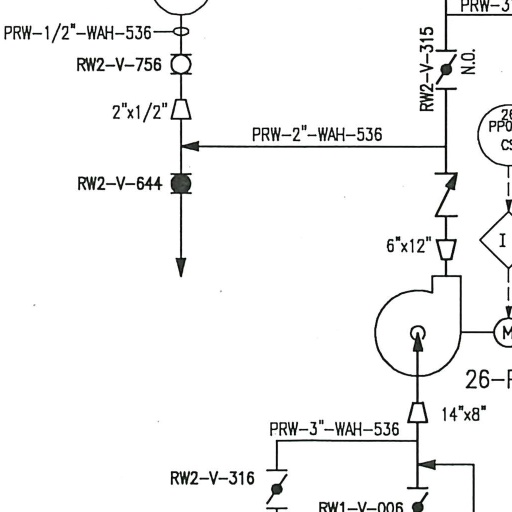 PRW-3"
PRW-1/2"-WAH-536
RW2-V-315
N.O.
RW2-V-756
2"x1/2"
26
PP0
CS
PRW-2"-WAH-536
RW2-V-644
6"x12"
I
M
26-P
14"x8"
PRW-3"-WAH-536
RW2-V-316
RW1-V-006